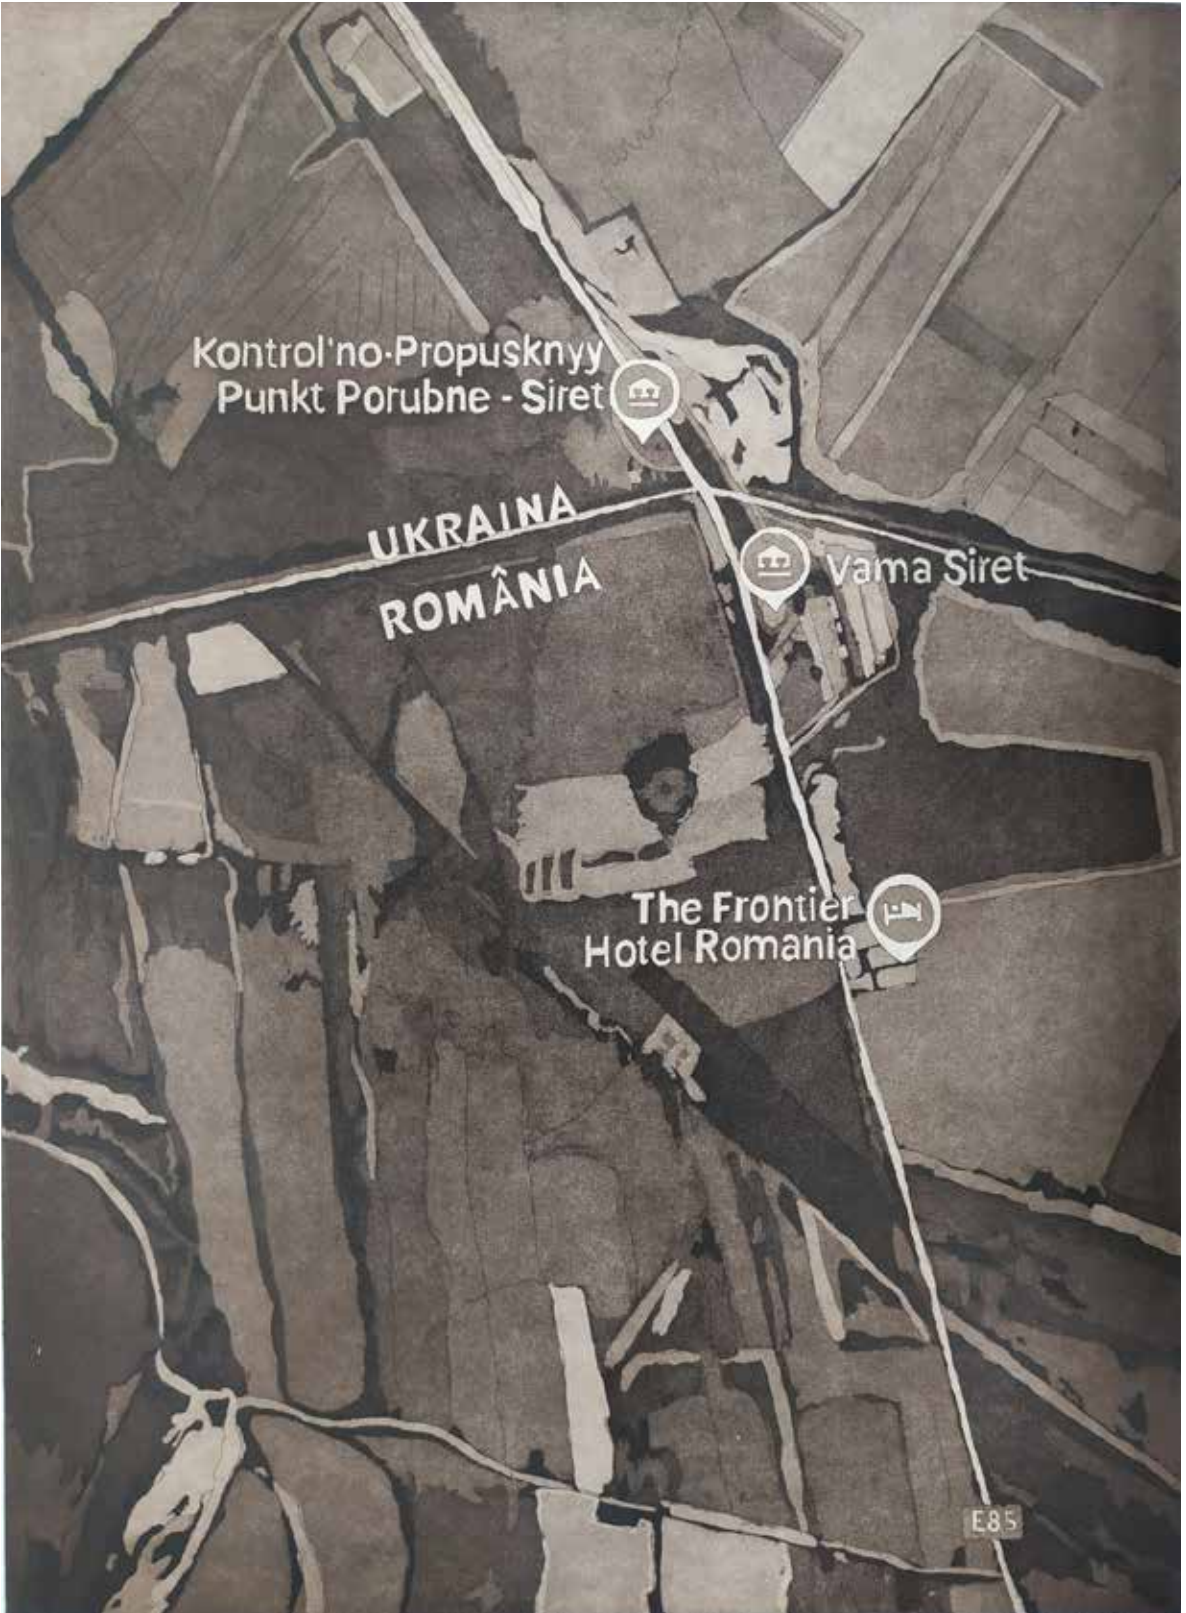 Kontrol'no-Propusknyy
Punkt Porubne - Siret
UKRAINA
ROMÂNIA
Vama Siret
The Frontier
Hotel Romania
E85